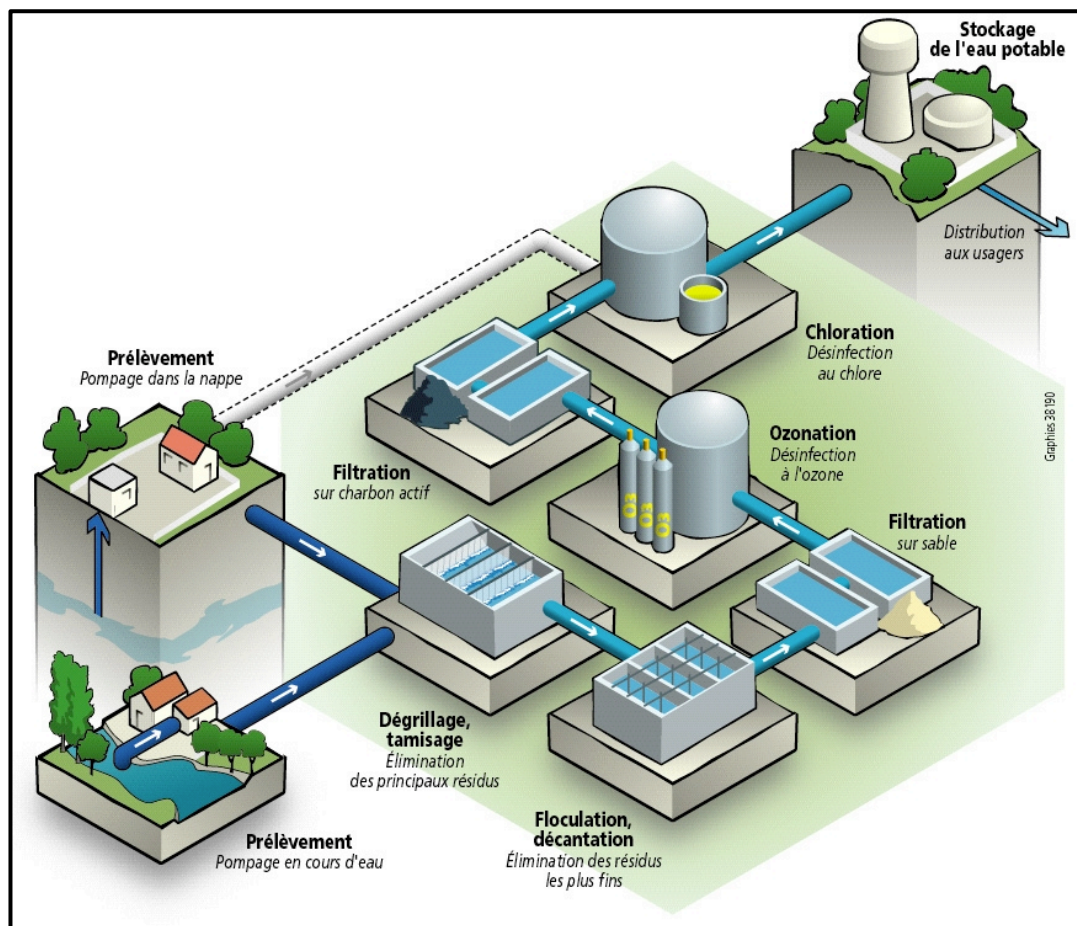 Stockage
de l'eau potable
Distribution
aux usagers
Chloration
Désinfection
au chlore
Prélèvement
Pompage dans la nappe
Graphies 38190
Ozonation
Désinfection
à l'ozone
Filtration
sur charbon actif
O3
O3
O3
Filtration
sur sable
Dégrillage,
tamisage
Élimination
des principaux résidus
Floculation,
décantation
Élimination des résidus
les plus fins
Prélèvement
Pompage en cours d'eau